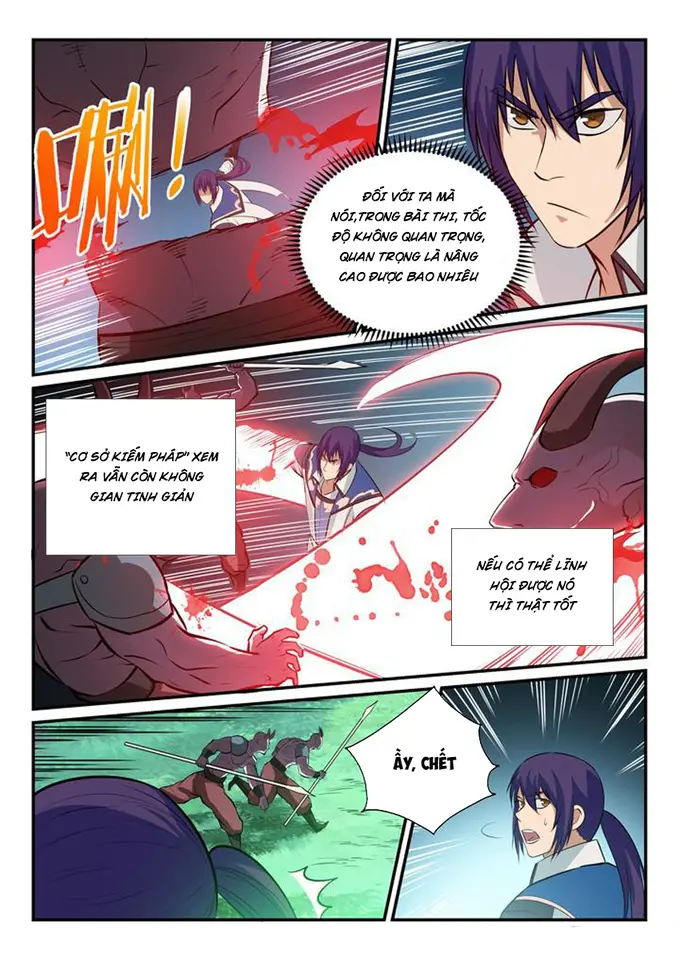 ĐỐI VỚI TA MÀ
NÓI,TRONG BÀI THI, TỐC
ĐỘ KHÔNG QUAN TRỌNG,
QUAN TRỌNG LÀ NÂNG
CAO ĐƯỢC BAO NHIÊU
"CƠ SỞ KIẾM PHÁP" XEM
RA VẪN CÒN KHÔNG
GIAN TINH GIẢN
NẾU CÓ THỂ LĨNH
HỘI ĐƯỢC NÓ
THÌ THẬT TỐT
ẦY, CHẾT